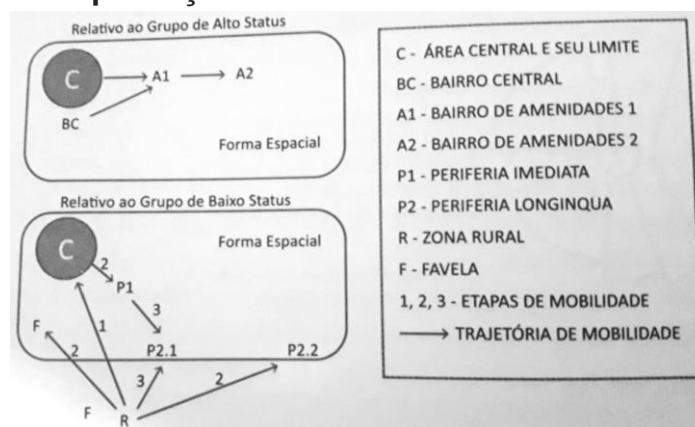 Relativo ao Grupo de Alto Status
C
A1
A2
BC
Forma Espacial
Relativo ao Grupo de Baixo Status
C
Forma Espacial
2
P1
3
F
1
2
P2.1
P2.2
3
2
F
R
C - ÁREA CENTRAL E SEU LIMITE
BC - BAIRRO CENTRAL
A1 - BAIRRO DE AMENIDADES 1
A2 - BAIRRO DE AMENIDADES 2
P1 - PERIFERIA IMEDIATA
P2 - PERIFERIA LONGINQUA
R - ZONA RURAL
F - FAVELA
1, 2, 3 - ETAPAS DE MOBILIDADE
TRAJETÓRIA DE MOBILIDADE